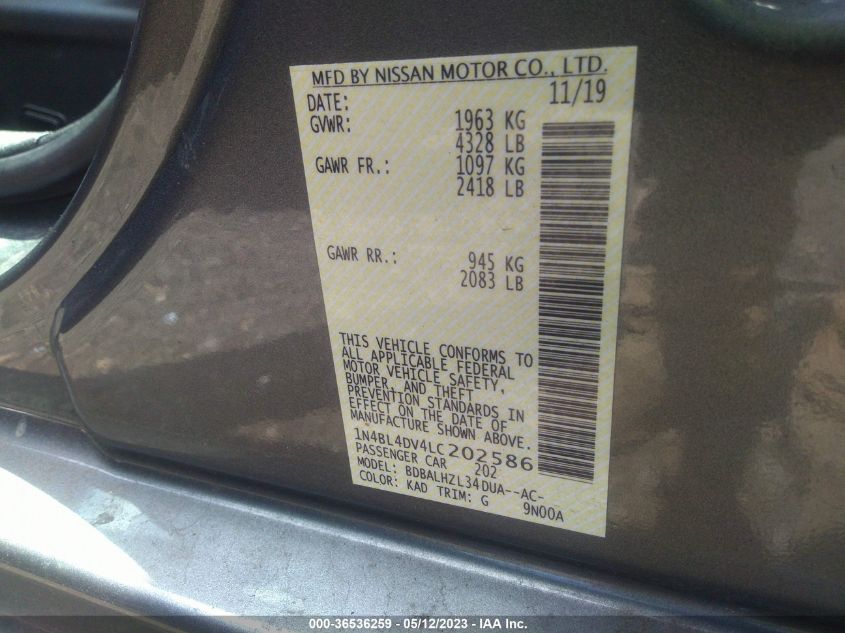 MFD BY NISSAN MOTOR CO., LTD.
DATE: 11/19
GVWR: 1963 KG
4328 LB
GAWR FR.: 1097 KG
2418 LB
GAWR RR.: 945 KG
2083 LB
THIS VEHICLE CONFORMS TO
ALL APPLICABLE FEDERAL
MOTOR VEHICLE SAFETY,
BUMPER, AND THEFT
PREVENTION STANDARDS IN
EFFECT ON THE DATE OF
MANUFACTURE SHOWN ABOVE.
1N4BL4DV4LC202586
PASSENGER CAR 202
MODEL: BDBALHZL34DUA--AC-
COLOR: KAD TRIM: G 9N00A
000-36536259 - 05/12/2023 - IAA Inc.